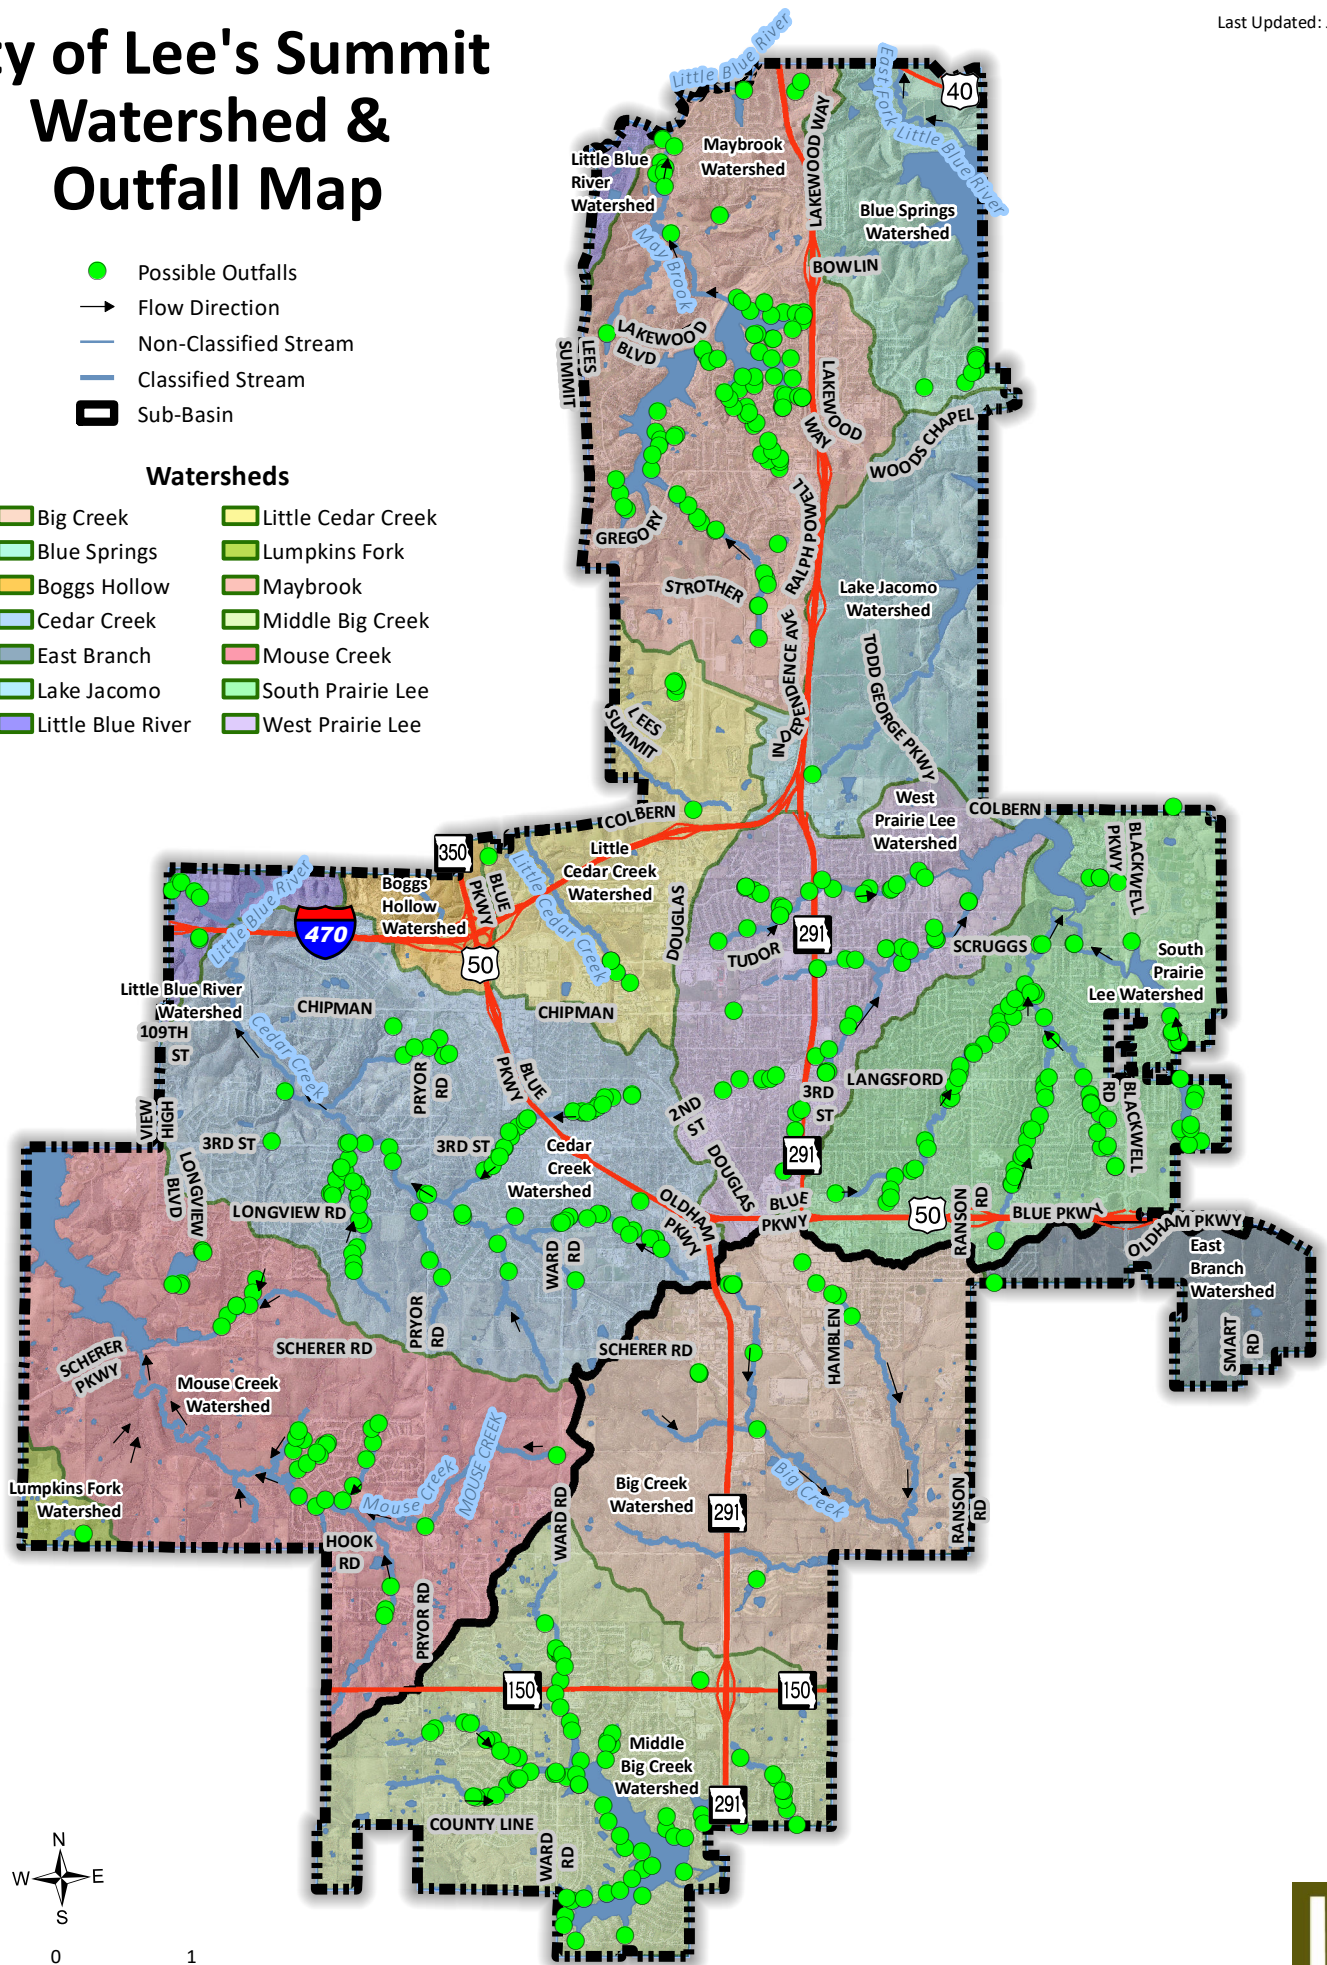 Last Updated:
ty of Lee's Summit
Watershed &
Outfall Map
Possible Outfalls
Flow Direction
Non-Classified Stream
Classified Stream
Sub-Basin
Watersheds
Big Creek
Blue Springs
Boggs Hollow
Cedar Creek
East Branch
Lake Jacomo
Little Blue River
Little Cedar Creek
Lumpkins Fork
Maybrook
Middle Big Creek
Mouse Creek
South Prairie Lee
West Prairie Lee
Little Blue River
East Fork Little Blue River
40
Maybrook
Watershed
Little Blue
River
Watershed
LAKEWOOD WAY
Blue Springs
Watershed
May Brook
BOWLIN
LAKEWOOD
BLVD
LEES
SUMMIT
LAKEWOOD
WAY
WOODS CHAPEL
RALPH POWELL
GREGORY
STROTHER
Lake Jacomo
Watershed
INDEPENDENCE AVE
TODD GEORGE PKWY
LEES
SUMMIT
COLBERN
West
Prairie Lee
Watershed
COLBERN
BLACKWELL
PKWY
350
BLUE
PKWY
Little Cedar Creek
Little
Cedar Creek
Watershed
Boggs
Hollow
Watershed
Little Blue River
470
50
DOUGLAS
TUDOR
291
SCRUGGS
South
Prairie
Lee Watershed
Little Blue River
Watershed
CHIPMAN
CHIPMAN
109TH
ST
Cedar Creek
PRYOR
RD
BLUE
PKWY
LANGSFORD
3RD
ST
2ND
ST
BLACKWELL
RD
VIEW
HIGH
3RD ST
3RD ST
Cedar
Creek
Watershed
DOUGLAS
291
LONGVIEW
BLVD
LONGVIEW RD
OLDHAM
PKWY
BLUE
PKWY
50
RANSON
RD
BLUE PKWY
OLDHAM PKWY
East
Branch
Watershed
WARD
RD
PRYOR
RD
SCHERER
PKWY
SCHERER RD
SCHERER RD
HAMBLEN
SMART
RD
Mouse Creek
Watershed
MOUSE CREEK
Mouse Creek
Lumpkins Fork
Watershed
Big Creek
Watershed
Big Creek
291
RANSON
RD
WARD RD
HOOK
RD
PRYOR RD
150
150
Middle
Big Creek
Watershed
291
COUNTY LINE
WARD
RD
N
W
E
S
0
1